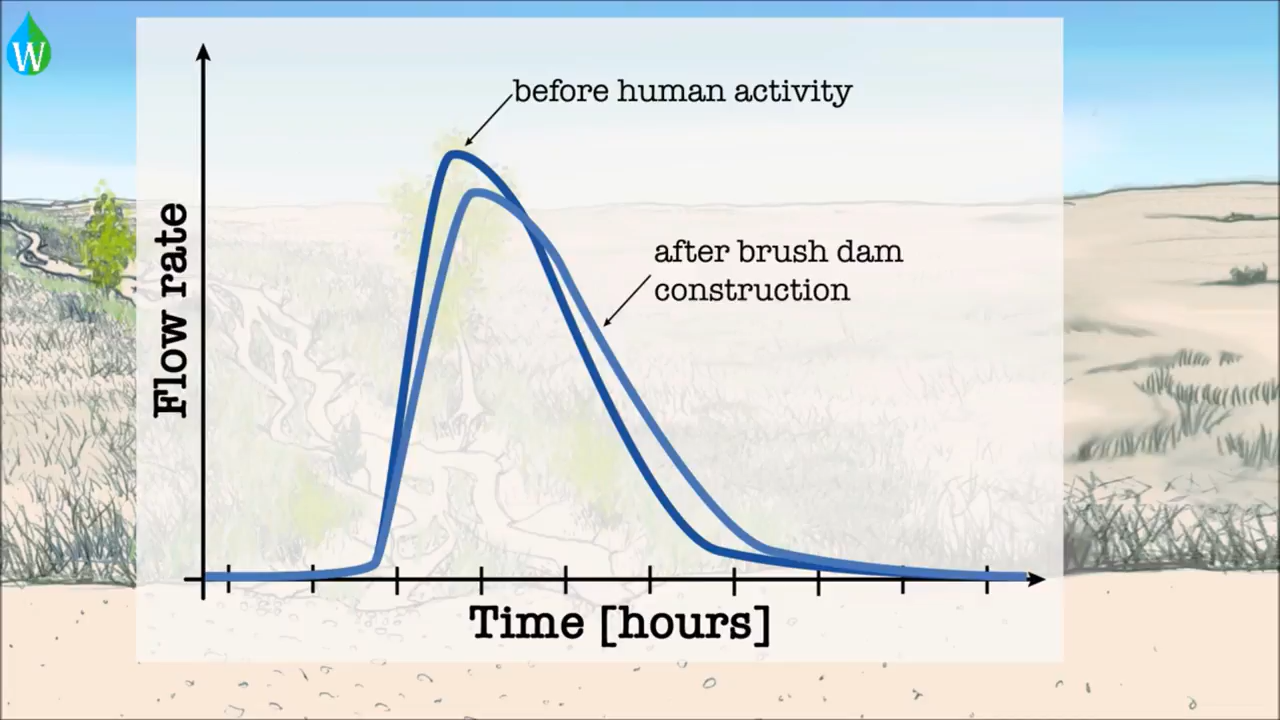 W
before human activity
after brush dam
construction
Flow rate
Time [hours]